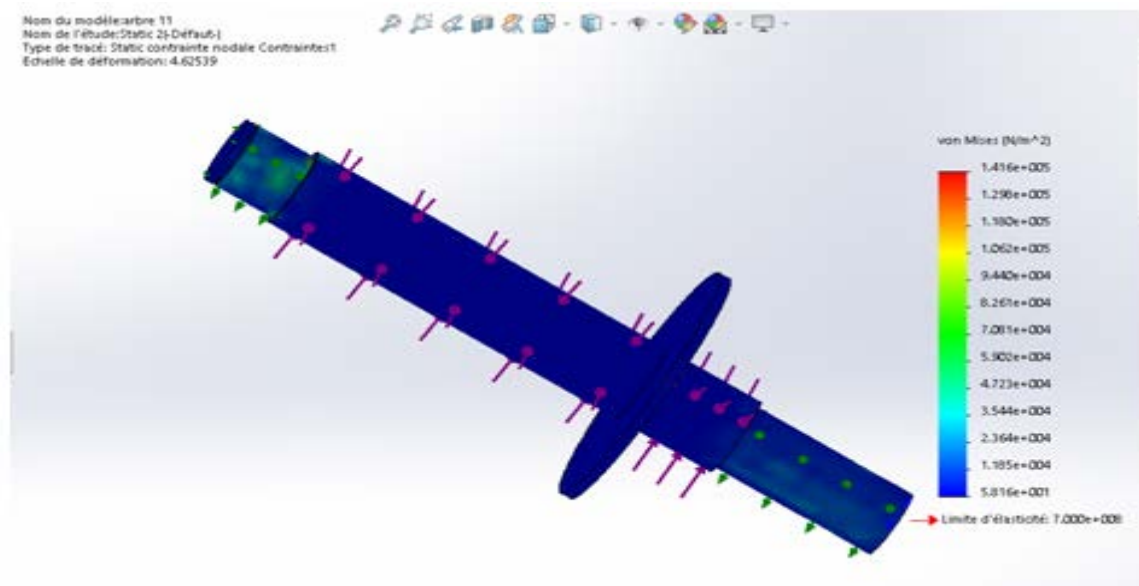 Nom du modèle:arbre 11
Nom de l'étude:Static 2(-Défaut-)
Type de tracé: Static contrainte nodale Contraintes1
Echelle de déformation: 4.62539
von Mises (N/m^2)
1.416e+005
1.298e+005
1.180e+005
1.062e+005
9.440e+004
8.261e+004
7.081e+004
5.902e+004
4.723e+004
3.544e+004
2.364e+004
1.185e+004
5.816e+001
Limite d'élasticité: 7.000e+008